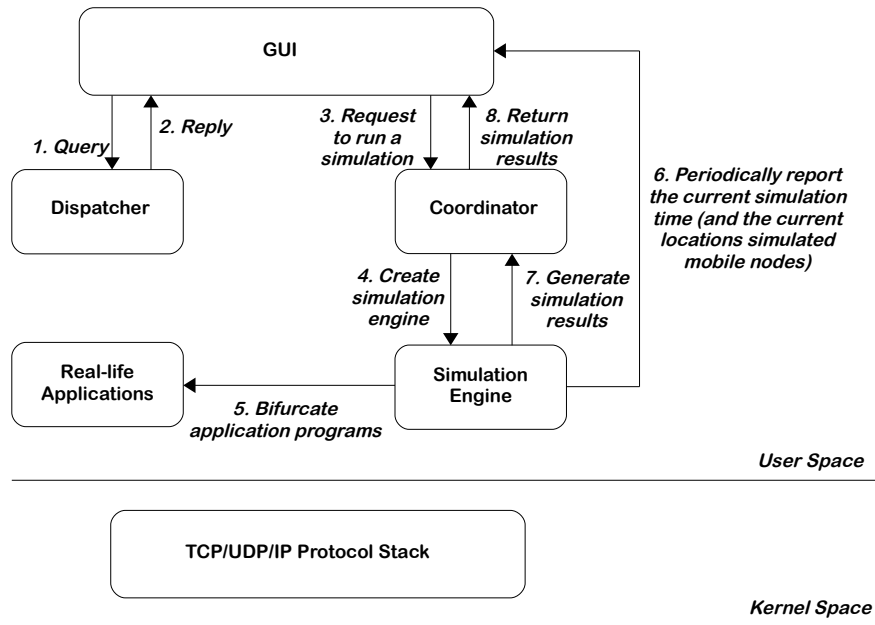 GUI
1. Query
2. Reply
3. Request
to run a
simulation
8. Return
simulation
results
Dispatcher
Coordinator
6. Periodically report
the current simulation
time (and the current
locations simulated
mobile nodes)
4. Create
simulation
engine
7. Generate
simulation
results
Real-life
Applications
Simulation
Engine
5. Bifurcate
application programs
User Space
TCP/UDP/IP Protocol Stack
Kernel Space